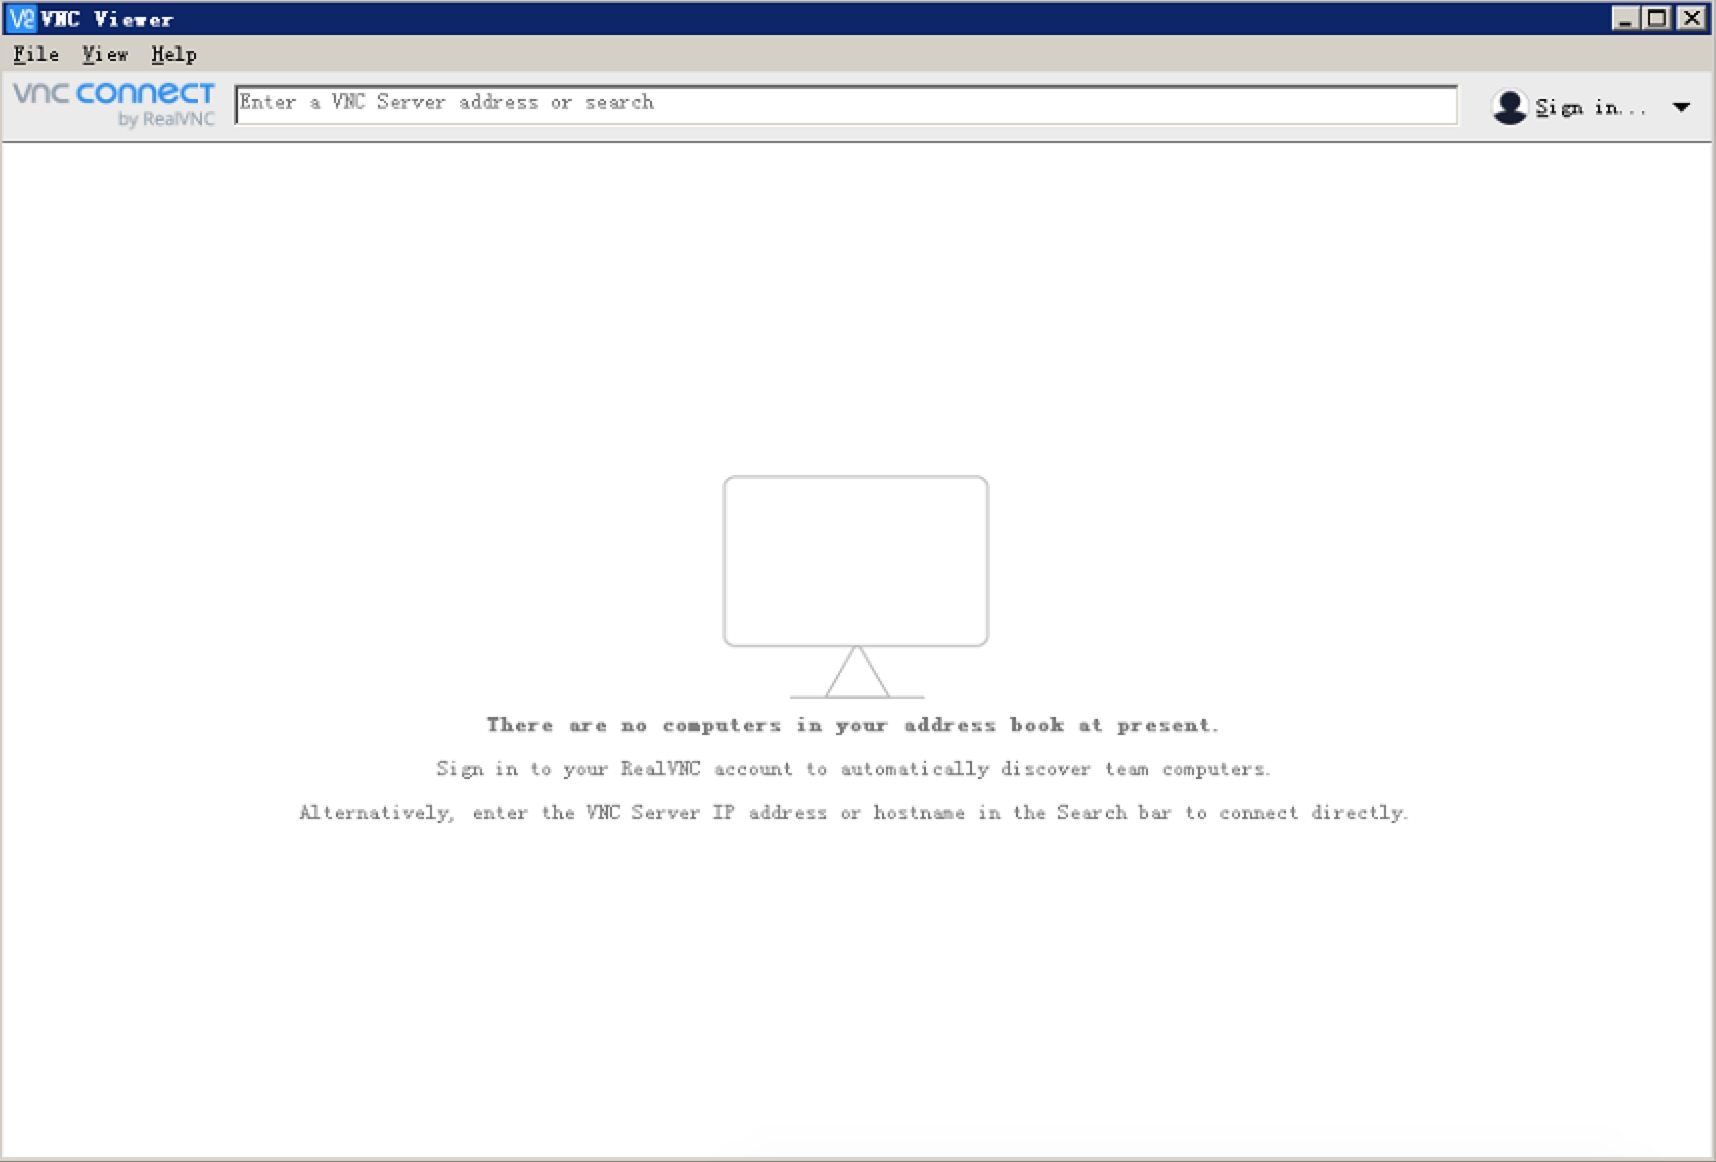 VNC Viewer
File View Help
vnc connect
by RealVNC
Enter a VNC Server address or search
Sign in...
There are no computers in your address book at present.
Sign in to your RealVNC account to automatically discover team computers.
Alternatively, enter the VNC Server IP address or hostname in the Search bar to connect directly.